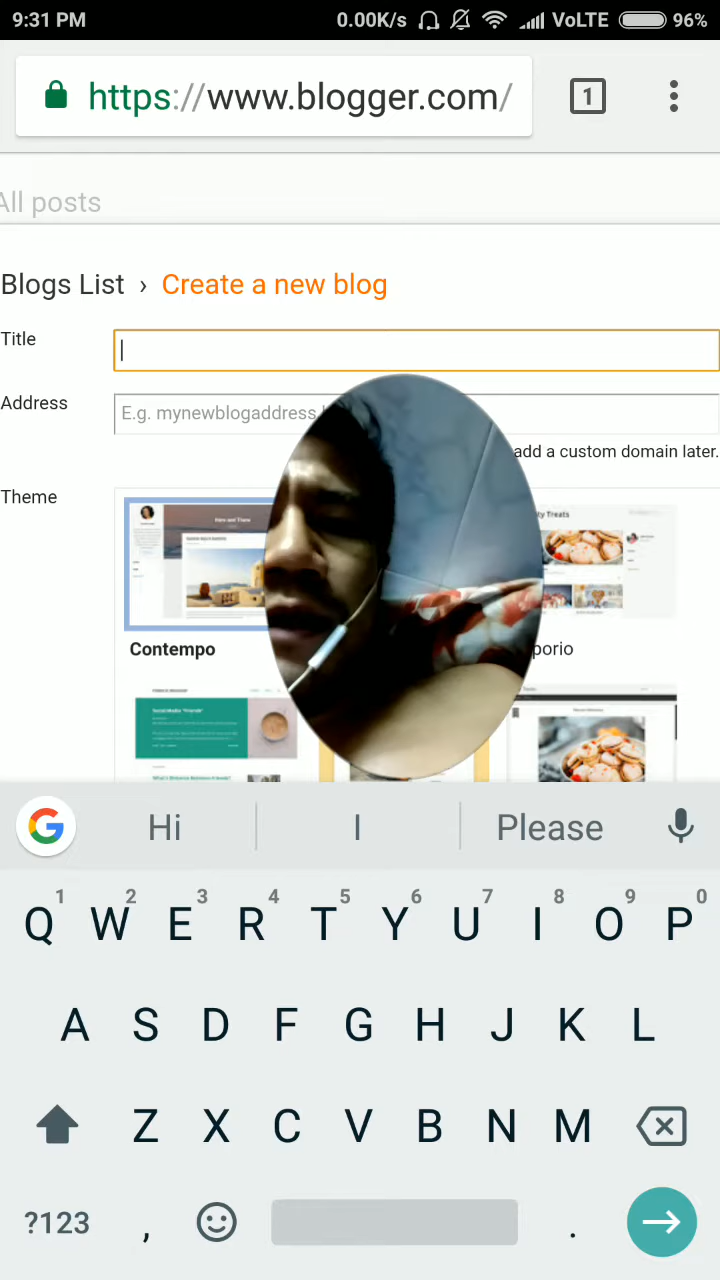 9:31 PM 0.00K/s VoLTE 96%
https://www.blogger.com/ 1
All posts
Blogs List › Create a new blog
Title
Address E.g. mynewblogaddress
add a custom domain later.
Theme
Contempo
Hi I Please
1 2 3 4 5 6 7 8 9 0
Q W E R T Y U I O P
A S D F G H J K L
Z X C V B N M
?123 , .